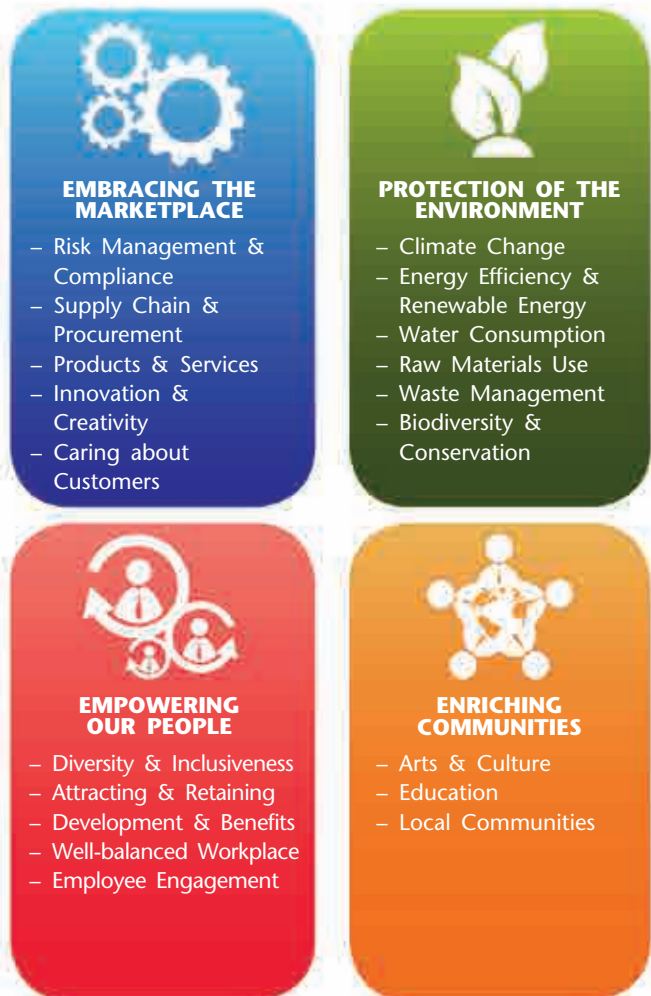 EMBRACING THE
MARKETPLACE
– Risk Management &
Compliance
– Supply Chain &
Procurement
– Products & Services
– Innovation &
Creativity
– Caring about
Customers
PROTECTION OF THE
ENVIRONMENT
– Climate Change
– Energy Efficiency &
Renewable Energy
– Water Consumption
– Raw Materials Use
– Waste Management
– Biodiversity &
Conservation
EMPOWERING
OUR PEOPLE
– Diversity & Inclusiveness
– Attracting & Retaining
– Development & Benefits
– Well-balanced Workplace
– Employee Engagement
ENRICHING
COMMUNITIES
– Arts & Culture
– Education
– Local Communities